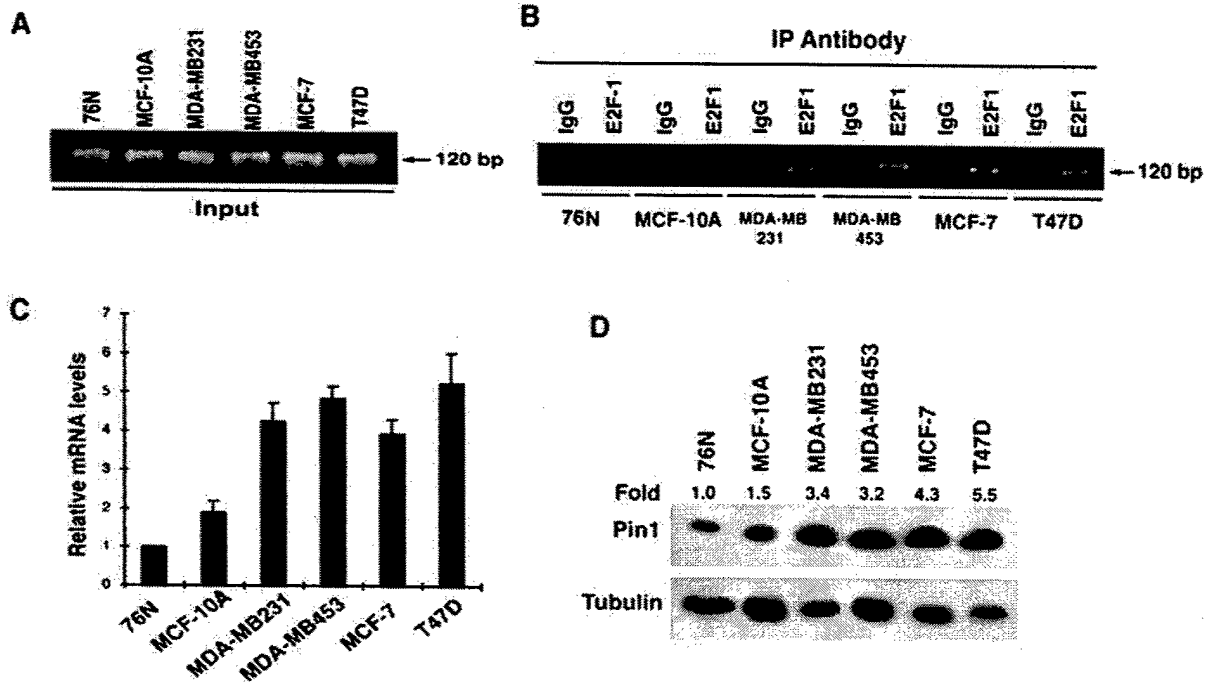 A
76N
MCF-10A
MDA-MB231
MDA-MB453
MCF-7
T47D
120 bp
Input
B
IP Antibody
IgG
E2F-1
IgG
E2F1
IgG
E2F1
IgG
E2F1
IgG
E2F1
IgG
E2F1
120 bp
76N
MCF-10A
MDA-MB
231
MDA-MB
453
MCF-7
T47D
C
Relative mRNA levels
7
6
5
4
3
2
1
0
76N
MCF-10A
MDA-MB231
MDA-MB453
MCF-7
T47D
D
76N
MCF-10A
MDA-MB231
MDA-MB453
MCF-7
T47D
Fold 1.0 1.5 3.4 3.2 4.3 5.5
Pin1
Tubulin